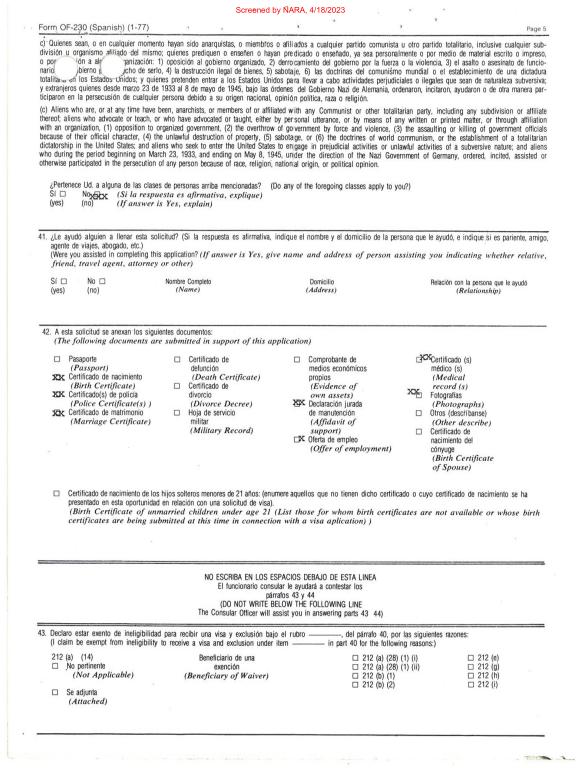 Screened by NARA, 4/18/2023
Form OF-230 (Spanish) (1-77) Page 5
c) Quienes sean, o en cualquier momento hayan sido anarquistas, o miembros o afiliados a cualquier partido comunista u otro partido totalitario, inclusive cualquier sub-
división u organismo afiliado del mismo; quienes prediquen o enseñen o hayan predicado o enseñado, ya sea personalmente o por medio de material escrito o impreso,
o por ón a al anización: 1) oposición al gobierno organizado, 2) derrocamiento del gobierno por la fuerza o la violencia, 3) el asalto o asesinato de funcio-
nario bierno cho de serlo, 4) la destrucción ilegal de bienes, 5) sabotaje, 6) las doctrinas del comunismo mundial o el establecimiento de una dictadura
totalita en los Estados Unidos; y quienes pretenden entrar a los Estados Unidos para llevar a cabo actividades perjudiciales o ilegales que sean de naturaleza subversiva;
y extranjeros quienes desde marzo 23 de 1933 al 8 de mayo de 1945, bajo las órdenes del Gobierno Nazi de Alemania, ordenaron, incitaron, ayudaron o de otra manera par-
ticiparon en la persecución de cualquier persona debido a su origen nacional, opinión política, raza o religión.
(c) Aliens who are, or at any time have been, anarchists, or members of or affiliated with any Communist or other totalitarian party, including any subdivision or affiliate
thereof; aliens who advocate or teach, or who have advocated or taught, either by personal utterance, or by means of any written or printed matter, or through affiliation
with an organization, (1) opposition to organized government, (2) the overthrow of government by force and violence, (3) the assaulting or killing of government officials
because of their official character, (4) the unlawful destruction of property, (5) sabotage, or (6) the doctrines of world communism, or the establishment of a totalitarian
dictatorship in the United States; and aliens who seek to enter the United States to engage in prejudicial activities or unlawful activities of a subversive nature; and aliens
who during the period beginning on March 23, 1933, and ending on May 8, 1945, under the direction of the Nazi Government of Germany, ordered, incited, assisted or
otherwise participated in the persecution of any person because of race, religion, national origin, or political opinion.
¿Pertenece Ud. a alguna de las clases de personas arriba mencionadas? (Do any of the foregoing classes apply to you?)
Sí ☐ No XX (Si la respuesta es afirmativa, explique)
(yes) (no) (If answer is Yes, explain)
41. ¿Le ayudó alguien a llenar esta solicitud? (Si la respuesta es afirmativa, indique el nombre y el domicilio de la persona que le ayudó, e indique si es pariente, amigo,
agente de viajes, abogado, etc.)
(Were you assisted in completing this application? (If answer is Yes, give name and address of person assisting you indicating whether relative,
friend, travel agent, attorney or other)
Sí ☐ No ☐ Nombre Completo Domicilio Relación con la persona que le ayudó
(yes) (no) (Name) (Address) (Relationship)
42. A esta solicitud se anexan los siguientes documentos:
(The following documents are submitted in support of this application)
☐ Pasaporte
(Passport)
XX Certificado de nacimiento
(Birth Certificate)
XX Certificado(s) de policía
(Police Certificate(s) )
XX Certificado de matrimonio
(Marriage Certificate)
☐ Certificado de
defunción
(Death Certificate)
☐ Certificado de
divorcio
(Divorce Decree)
☐ Hoja de servicio
militar
(Military Record)
☐ Comprobante de
medios económicos
propios
(Evidence of
own assets)
XX Declaración jurada
de manutención
(Affidavit of
support)
☐X Oferta de empleo
(Offer of employment)
☐XX Certificado (s)
médico (s)
(Medical
record (s)
XX☐ Fotografías
(Photographs)
☐ Otros (descríbanse)
(Other describe)
☐ Certificado de
nacimiento del
cónyuge
(Birth Certificate
of Spouse)
☐ Certificado de nacimiento de los hijos solteros menores de 21 años: (enumere aquellos que no tienen dicho certificado o cuyo certificado de nacimiento se ha
presentado en esta oportunidad en relación con una solicitud de visa).
(Birth Certificate of unmarried children under age 21 (List those for whom birth certificates are not available or whose birth
certificates are being submitted at this time in connection with a visa aplication) )
NO ESCRIBA EN LOS ESPACIOS DEBAJO DE ESTA LINEA
El funcionario consular le ayudará a contestar los
párrafos 43 y 44
(DO NOT WRITE BELOW THE FOLLOWING LINE
The Consular Officer will assist you in answering parts 43 44)
43. Declaro estar exento de ineligibilidad para recibir una visa y exclusión bajo el rubro ————, del párrafo 40, por las siguientes razones:
(I claim be exempt from ineligibility to receive a visa and exclusion under item ———— in part 40 for the following reasons:)
212 (a) (14)
☐ No pertinente
(Not Applicable)
☐ Se adjunta
(Attached)
Beneficiario de una
exención
(Beneficiary of Waiver)
☐ 212 (a) (28) (1) (i)
☐ 212 (a) (28) (1) (ii)
☐ 212 (b) (1)
☐ 212 (b) (2)
☐ 212 (e)
☐ 212 (g)
☐ 212 (h)
☐ 212 (i)